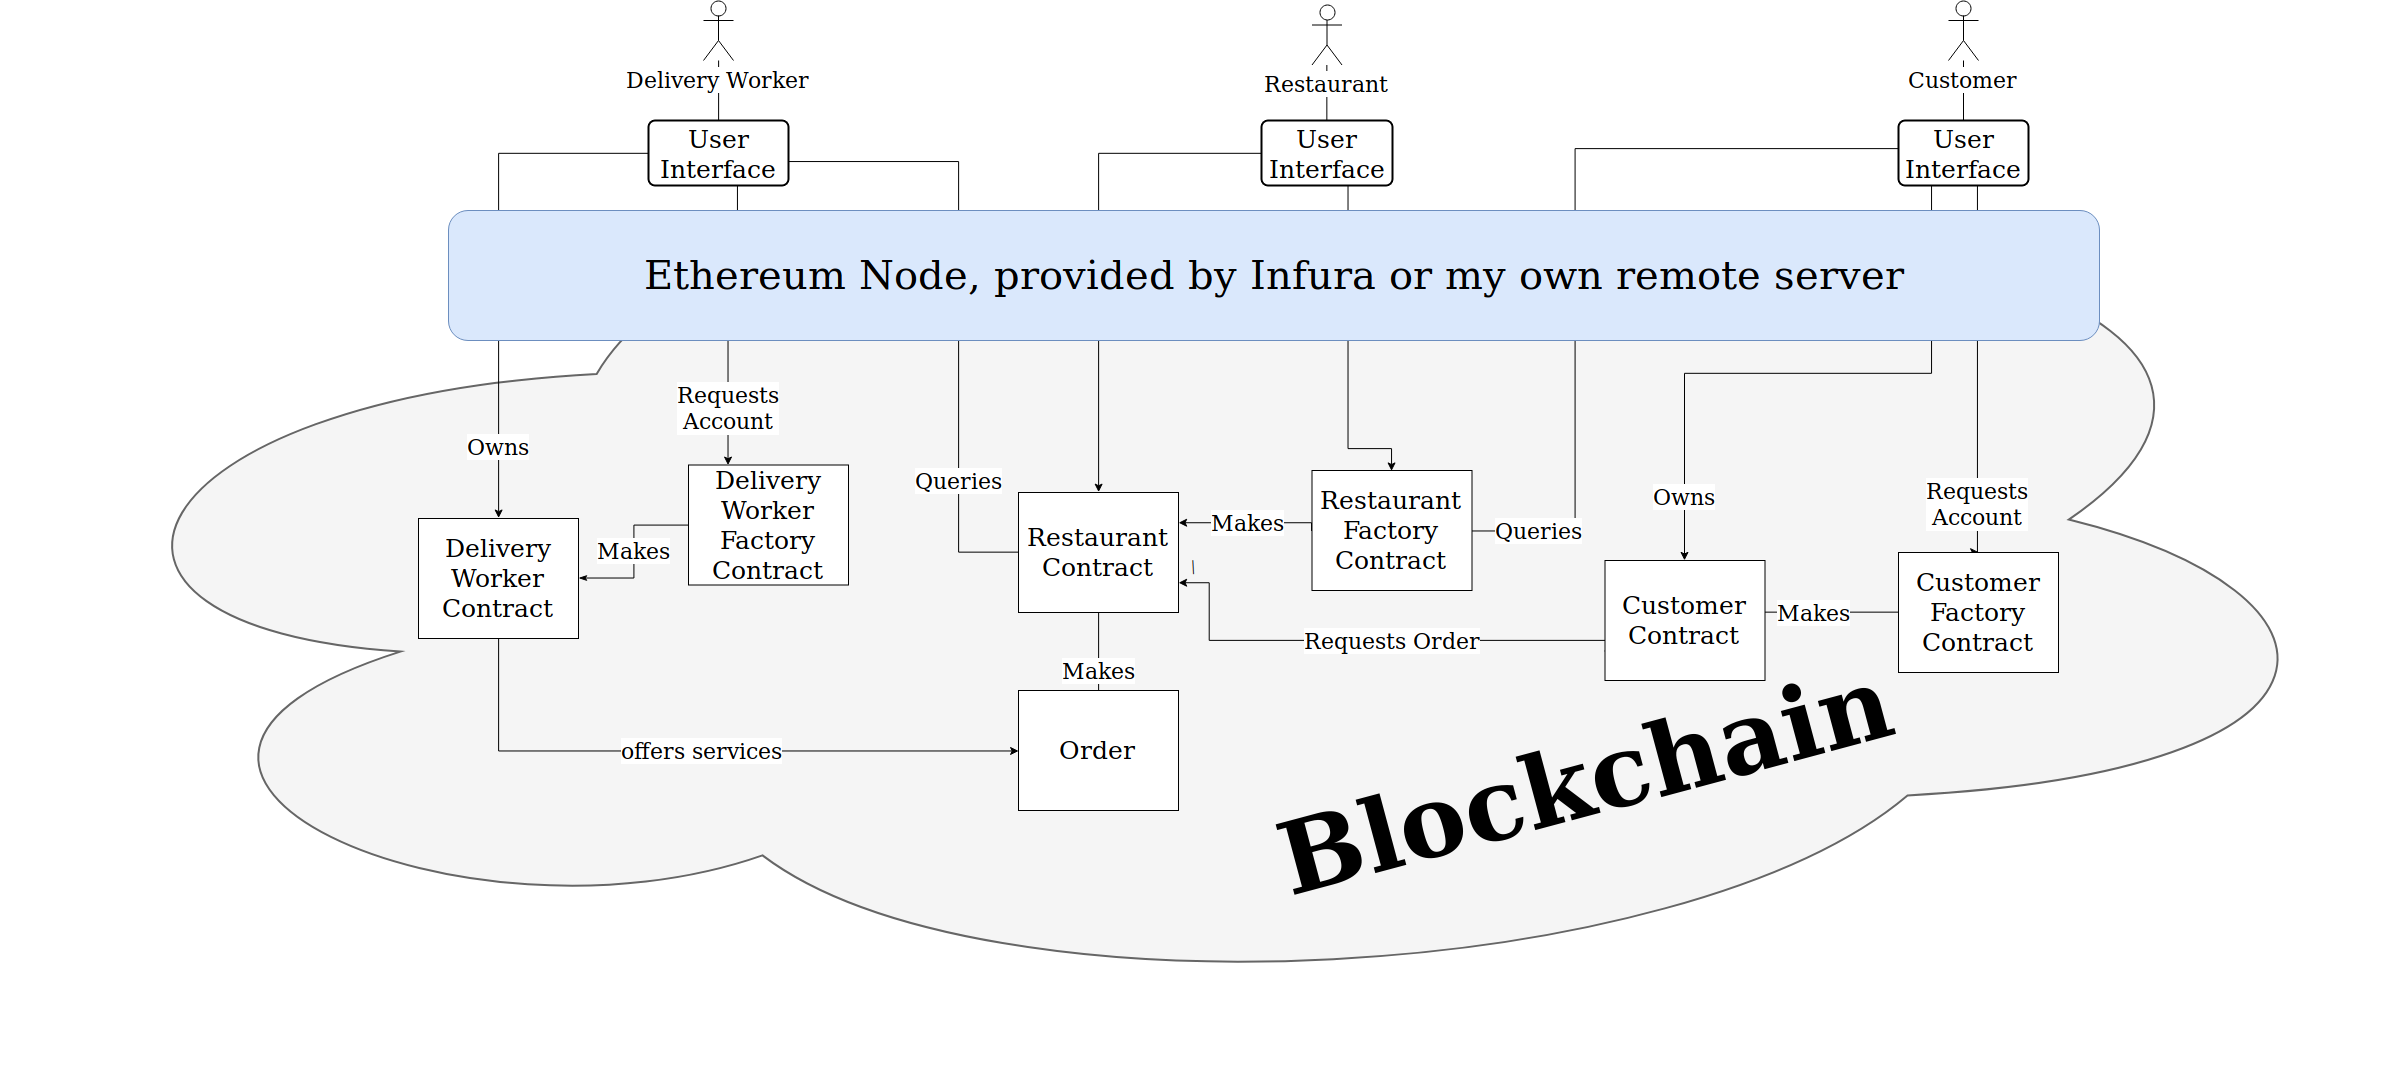 Delivery Worker
Restaurant
Customer
User
Interface
User
Interface
User
Interface
Ethereum Node, provided by Infura or my own remote server
Requests
Account
Owns
Queries
Delivery
Worker
Factory
Contract
Makes
Delivery
Worker
Contract
Restaurant
Contract
Makes
\
Restaurant
Factory
Contract
Queries
Owns
Requests
Account
Customer
Contract
Makes
Customer
Factory
Contract
Requests Order
Makes
offers services
Order
Blockchain